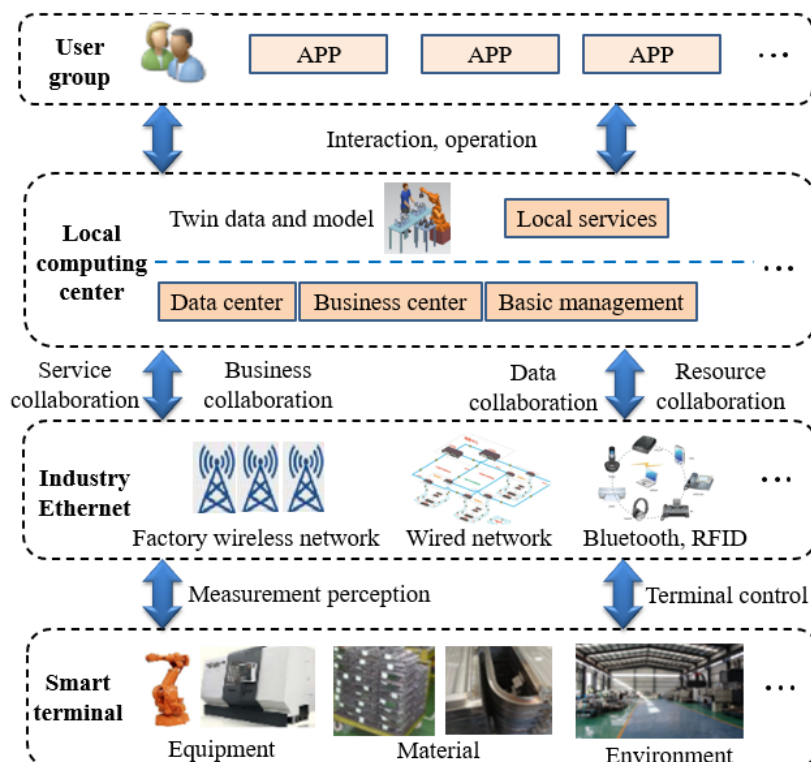 User
group
APP
APP
APP
...
Interaction, operation
Local
computing
center
Twin data and model
Local services
...
Data center
Business center
Basic management
Service
collaboration
Business
collaboration
Data
collaboration
Resource
collaboration
Industry
Ethernet
...
Factory wireless network
Wired network
Bluetooth, RFID
Measurement perception
Terminal control
Smart
terminal
...
Equipment
Material
Environment